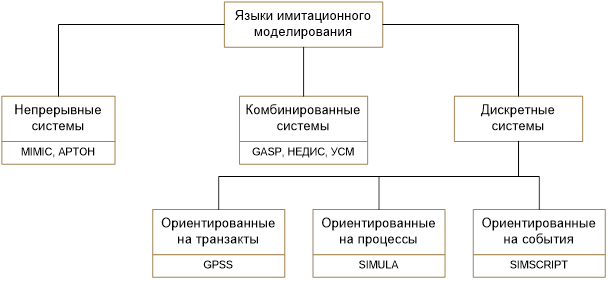 Языки имитационного
моделирования
Непрерывные
системы
MIMIC, АРТОН
Комбинированные
системы
GASP, НЕДИС, УСМ
Дискретные
системы
Ориентированные
на транзакты
GPSS
Ориентированные
на процессы
SIMULA
Ориентированные
на события
SIMSCRIPT